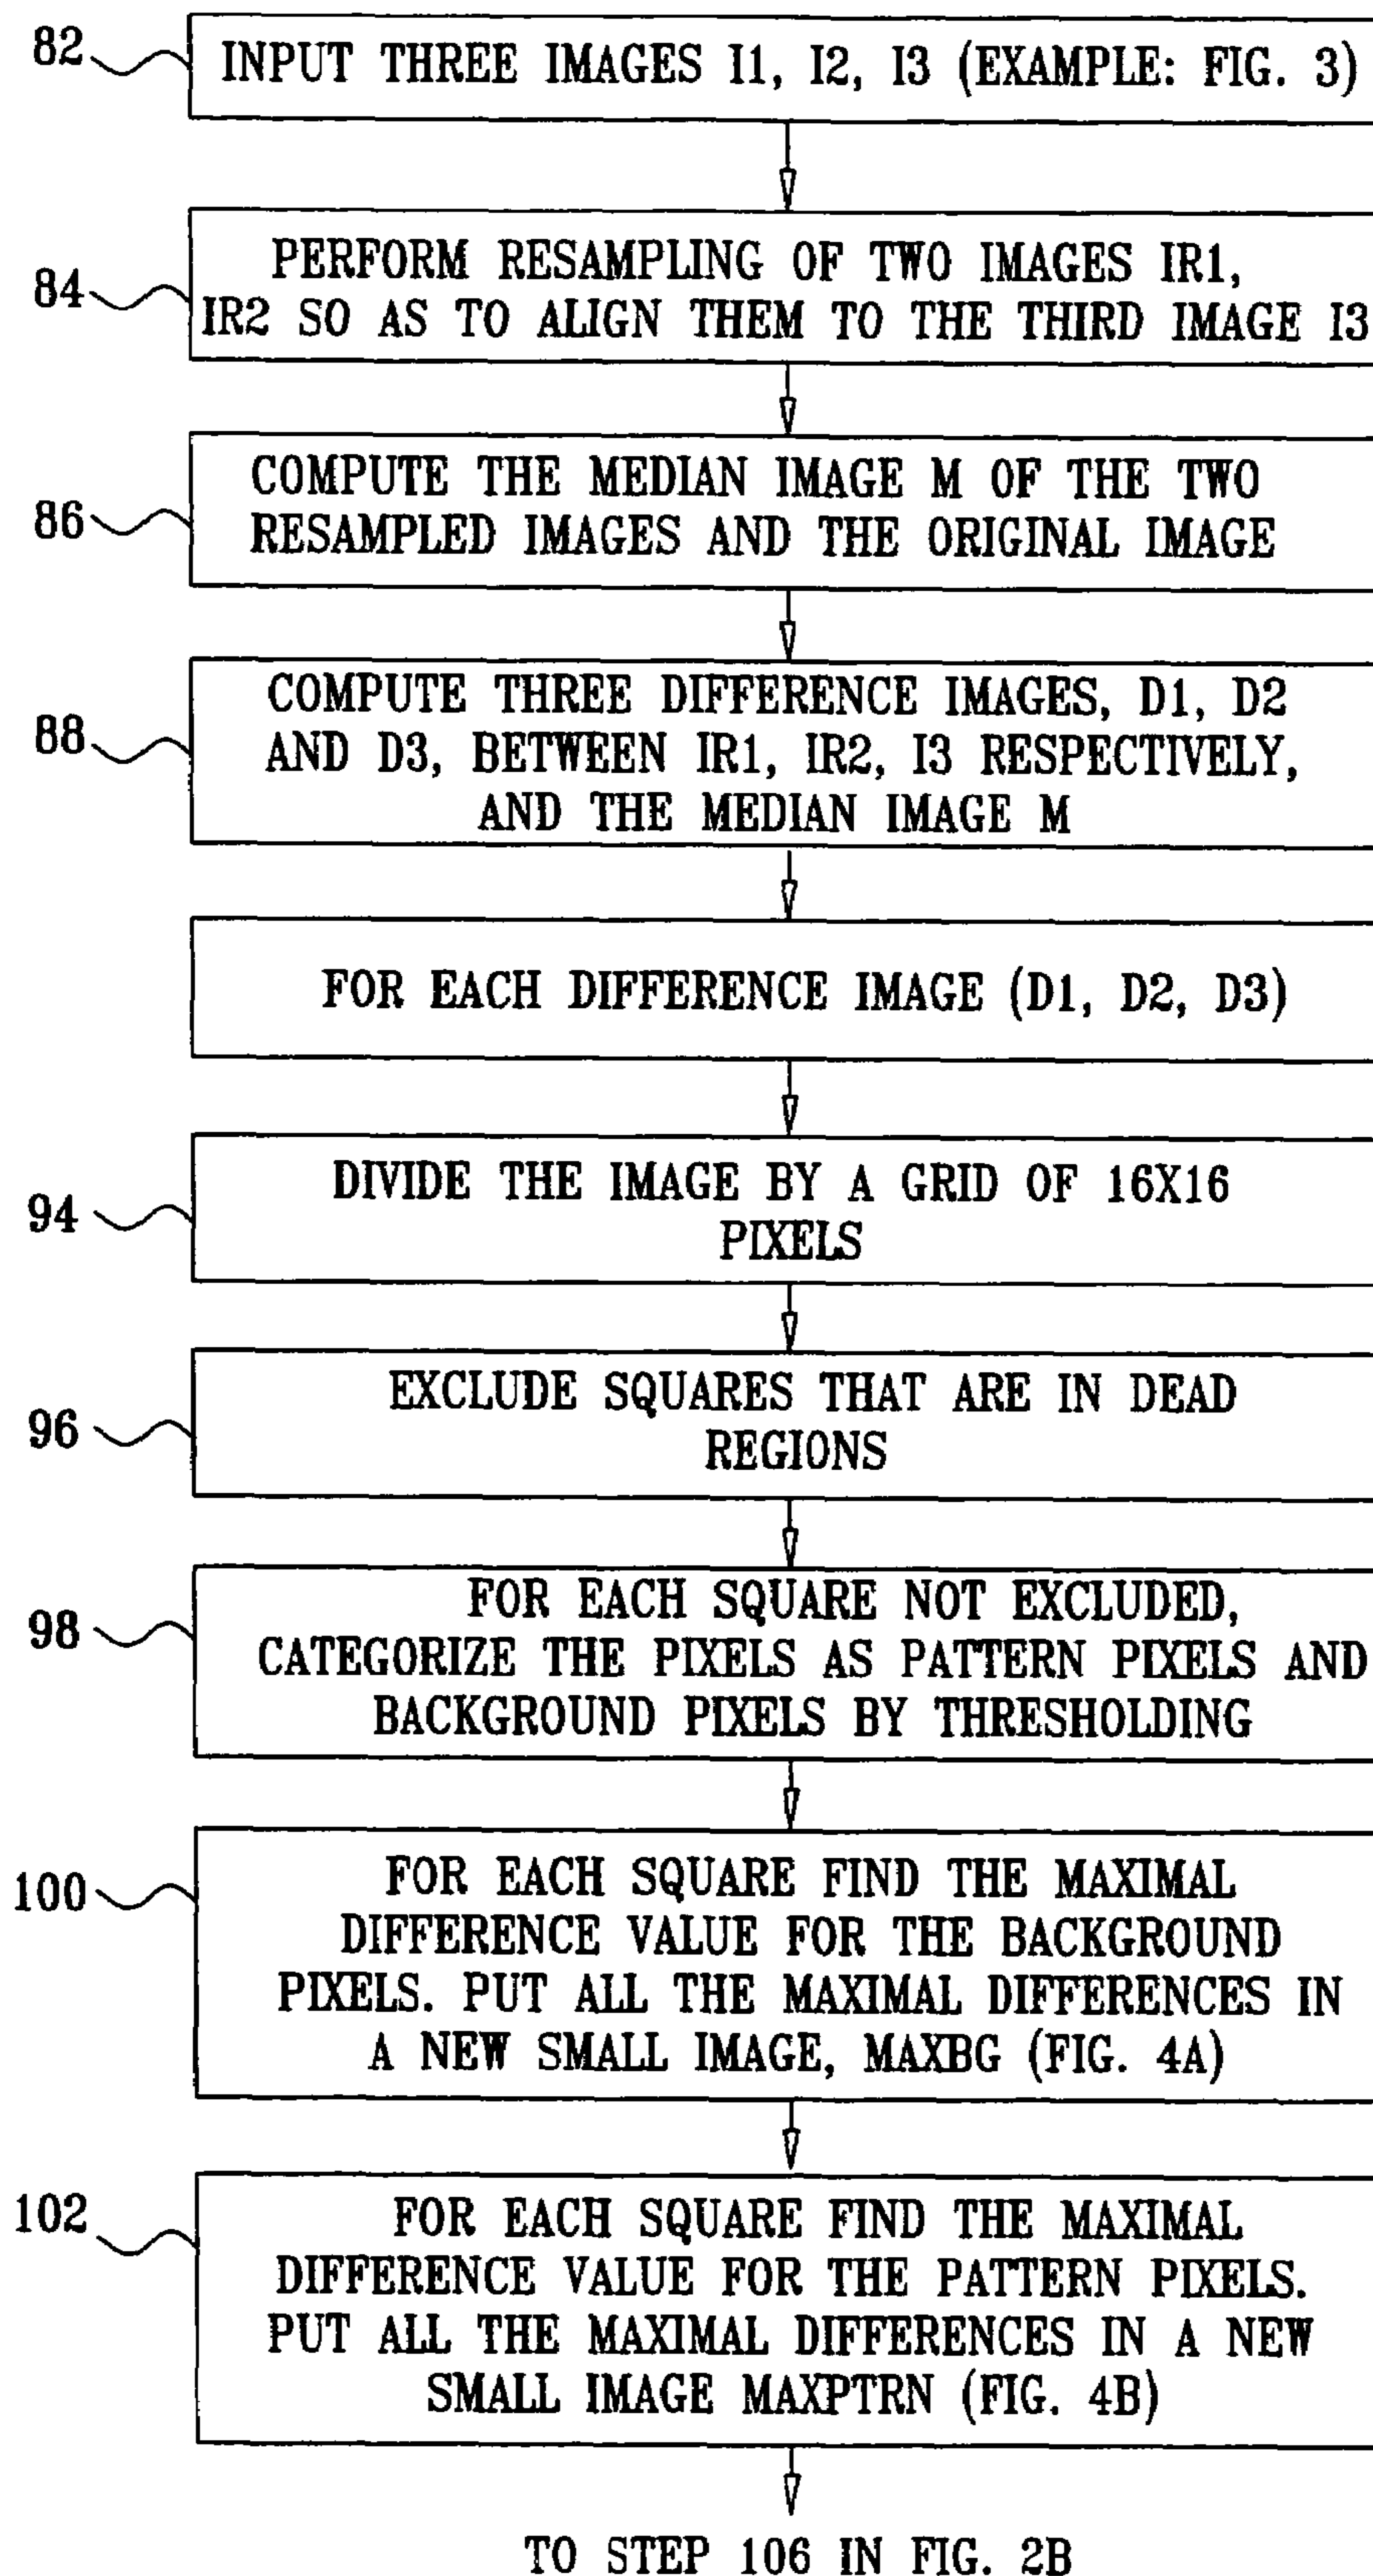 82
INPUT THREE IMAGES I1, I2, I3 (EXAMPLE: FIG. 3)
84
PERFORM RESAMPLING OF TWO IMAGES IR1,
IR2 SO AS TO ALIGN THEM TO THE THIRD IMAGE I3
86
COMPUTE THE MEDIAN IMAGE M OF THE TWO
RESAMPLED IMAGES AND THE ORIGINAL IMAGE
88
COMPUTE THREE DIFFERENCE IMAGES, D1, D2
AND D3, BETWEEN IR1, IR2, I3 RESPECTIVELY,
AND THE MEDIAN IMAGE M
FOR EACH DIFFERENCE IMAGE (D1, D2, D3)
94
DIVIDE THE IMAGE BY A GRID OF 16X16
PIXELS
96
EXCLUDE SQUARES THAT ARE IN DEAD
REGIONS
98
FOR EACH SQUARE NOT EXCLUDED,
CATEGORIZE THE PIXELS AS PATTERN PIXELS AND
BACKGROUND PIXELS BY THRESHOLDING
100
FOR EACH SQUARE FIND THE MAXIMAL
DIFFERENCE VALUE FOR THE BACKGROUND
PIXELS. PUT ALL THE MAXIMAL DIFFERENCES IN
A NEW SMALL IMAGE, MAXBG (FIG. 4A)
102
FOR EACH SQUARE FIND THE MAXIMAL
DIFFERENCE VALUE FOR THE PATTERN PIXELS.
PUT ALL THE MAXIMAL DIFFERENCES IN A NEW
SMALL IMAGE MAXPTRN (FIG. 4B)
TO STEP 106 IN FIG. 2B